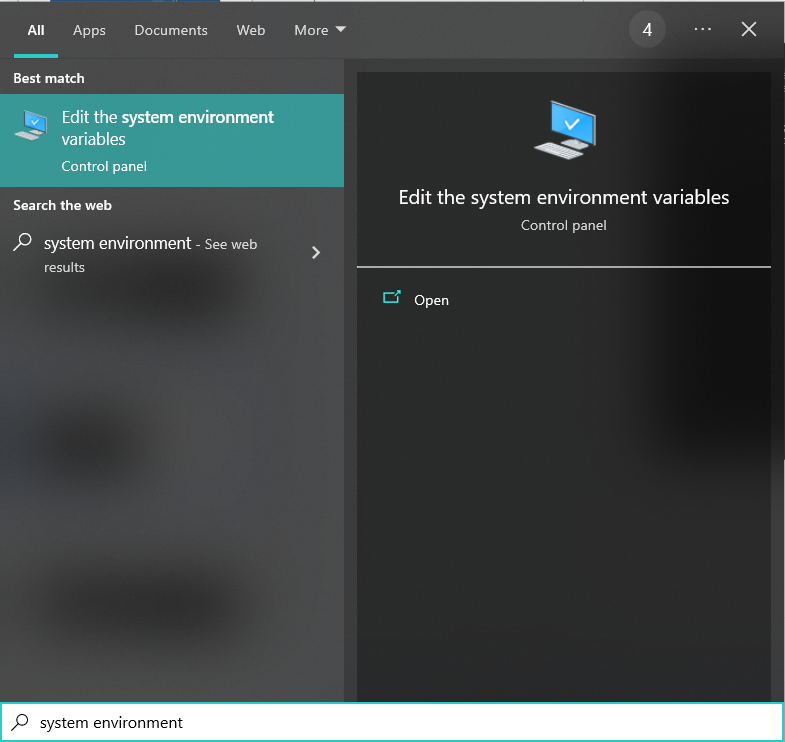 All Apps Documents Web More 4 ···
Best match
Edit the system environment
variables
Control panel
Search the web
system environment - See web
results
Edit the system environment variables
Control panel
Open
system environment